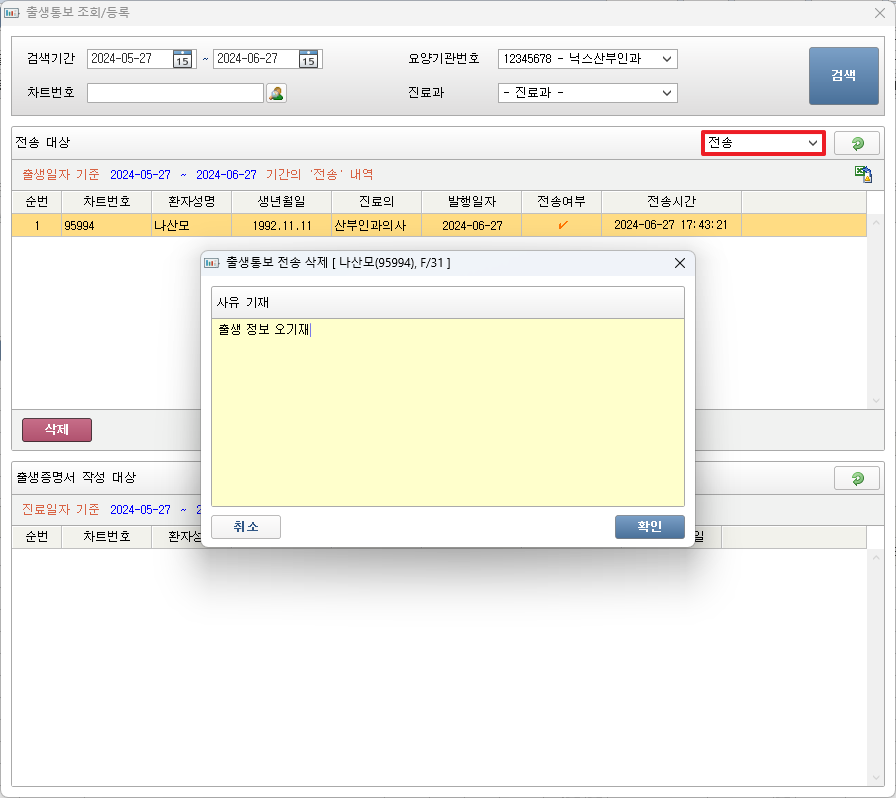 출생통보 조회/등록
검색기간 2024-05-27 15 ~ 2024-06-27 15 요양기관번호 12345678 - 닉스산부인과 검색
차트번호 진료과 - 진료과 -
전송 대상 전송
출생일자 기준 2024-05-27 ~ 2024-06-27 기간의 '전송' 내역
순번 차트번호 환자성명 생년월일 진료의 발행일자 전송여부 전송시간
1 95994 나산모 1992.11.11 산부인과의사 2024-06-27 ✔ 2024-06-27 17:43:21
출생통보 전송 삭제 [ 나산모(95994), F/31 ]
사유 기재
출생 정보 오기재
취소 확인
삭제
출생증명서 작성 대상
진료일자 기준 2024-05-27 ~ 2
순번 차트번호 환자성 일